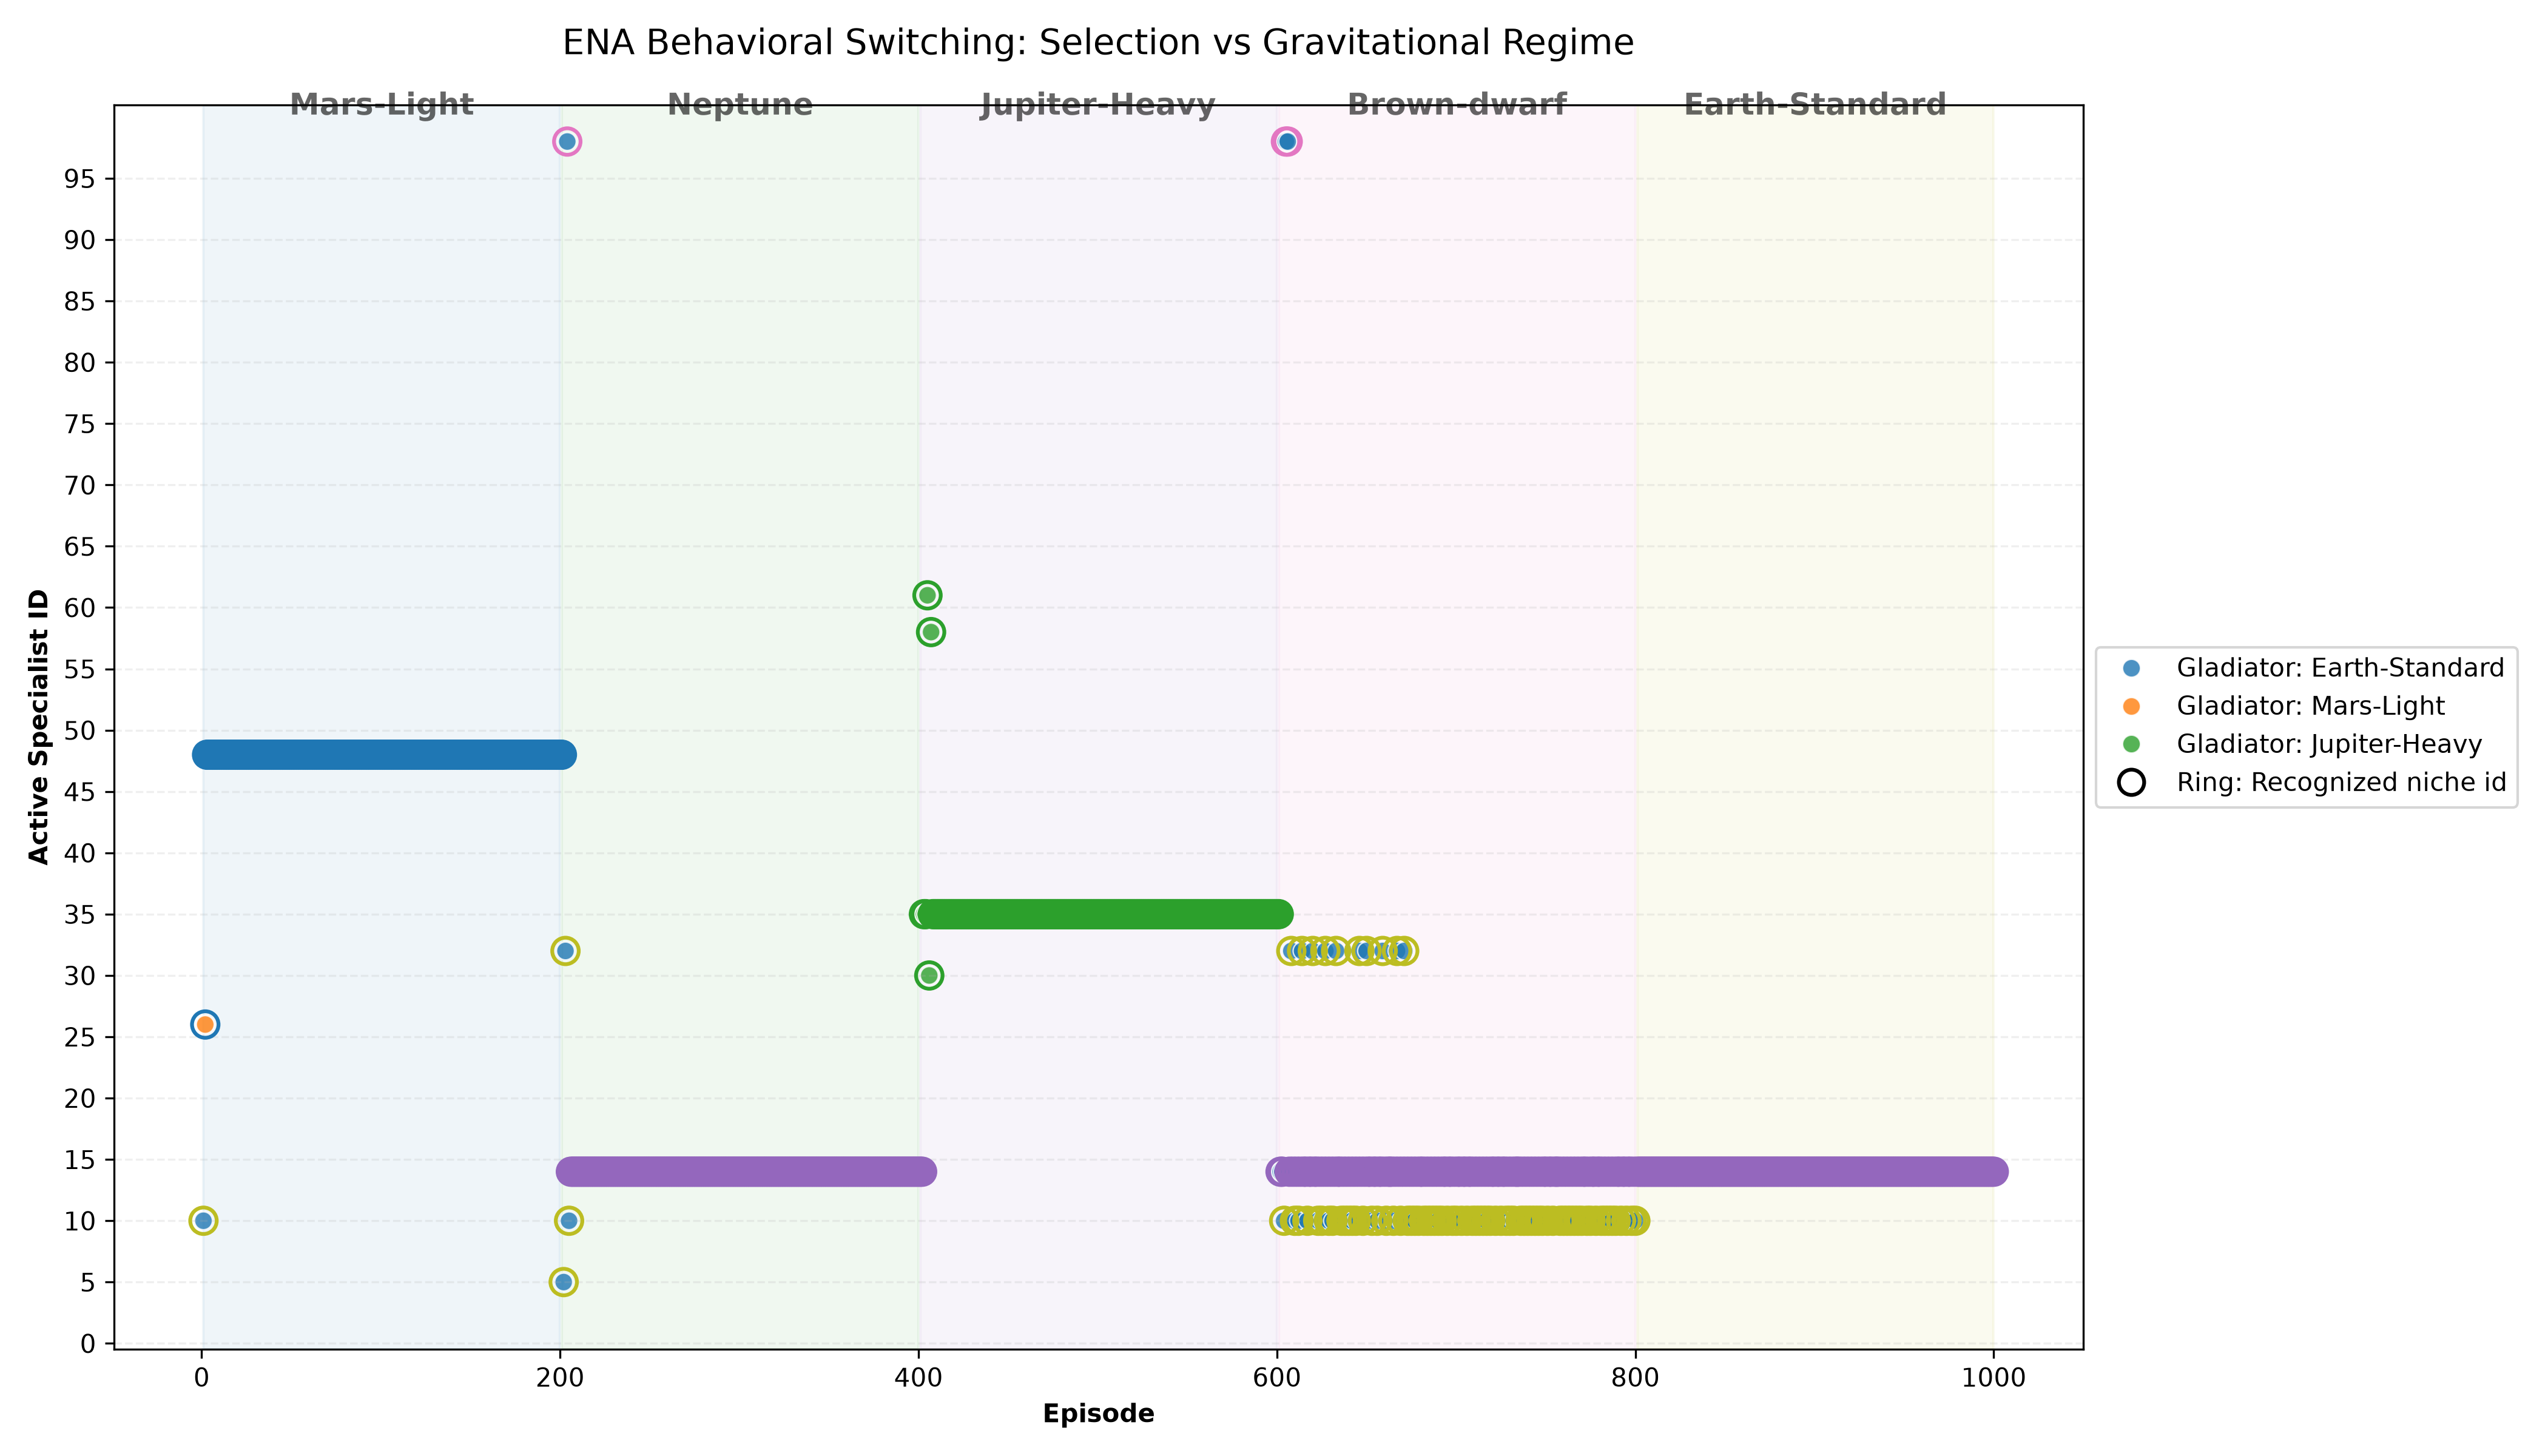 ENA Behavioral Switching: Selection vs Gravitational Regime
Mars-Light
Neptune
Jupiter-Heavy
Brown-dwarf
Earth-Standard
95
90
85
80
75
70
65
60
55
50
45
40
35
30
25
20
15
10
5
0
Active Specialist ID
0
200
400
600
800
1000
Episode
Gladiator: Earth-Standard
Gladiator: Mars-Light
Gladiator: Jupiter-Heavy
Ring: Recognized niche id